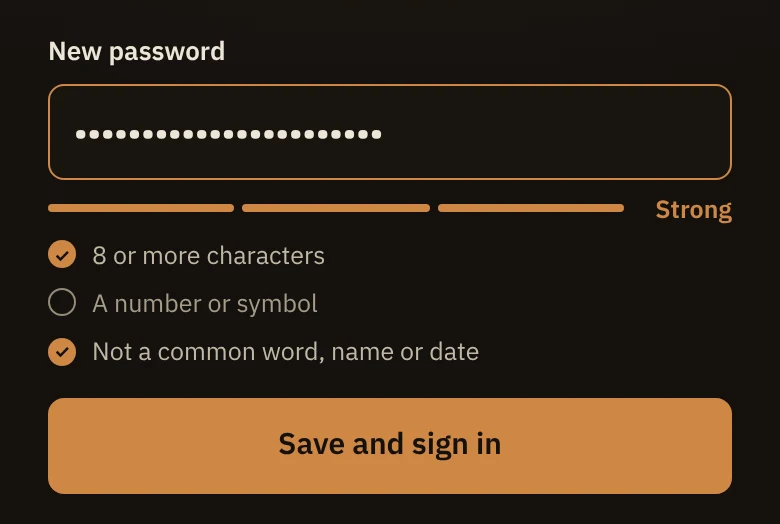 New password
•••••••••••••••••••••••
Strong
8 or more characters
A number or symbol
Not a common word, name or date
Save and sign in